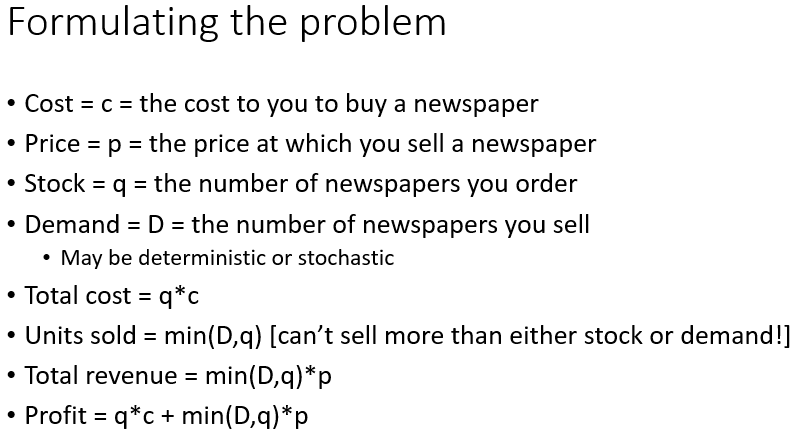 Formulating the problem
• Cost = c = the cost to you to buy a newspaper
• Price = p = the price at which you sell a newspaper
• Stock = q = the number of newspapers you order
• Demand = D = the number of newspapers you sell
• May be deterministic or stochastic
• Total cost = q*c
• Units sold = min(D,q) [can't sell more than either stock or demand!]
• Total revenue = min(D,q)*p
• Profit = q*c + min(D,q)*p